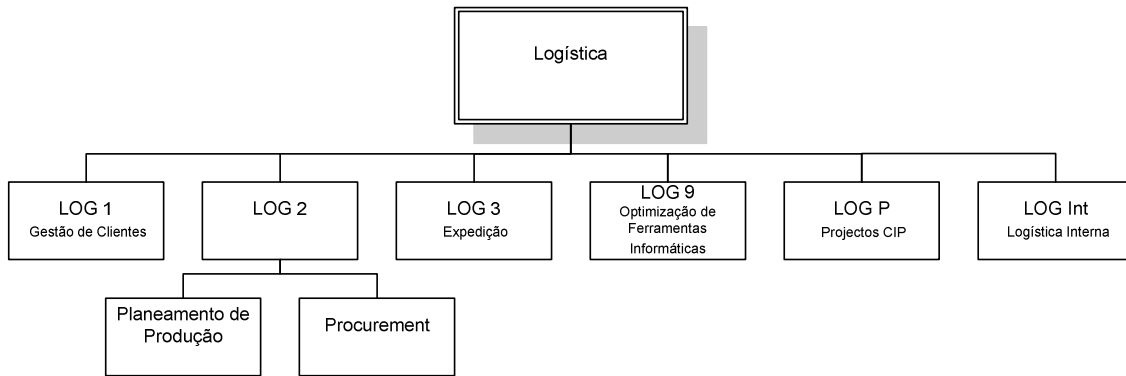 Logística
LOG 1
Gestão de Clientes
LOG 2
LOG 3
Expedição
LOG 9
Optimização de
Ferramentas
Informáticas
LOG P
Projectos CIP
LOG Int
Logística Interna
Planeamento de
Produção
Procurement